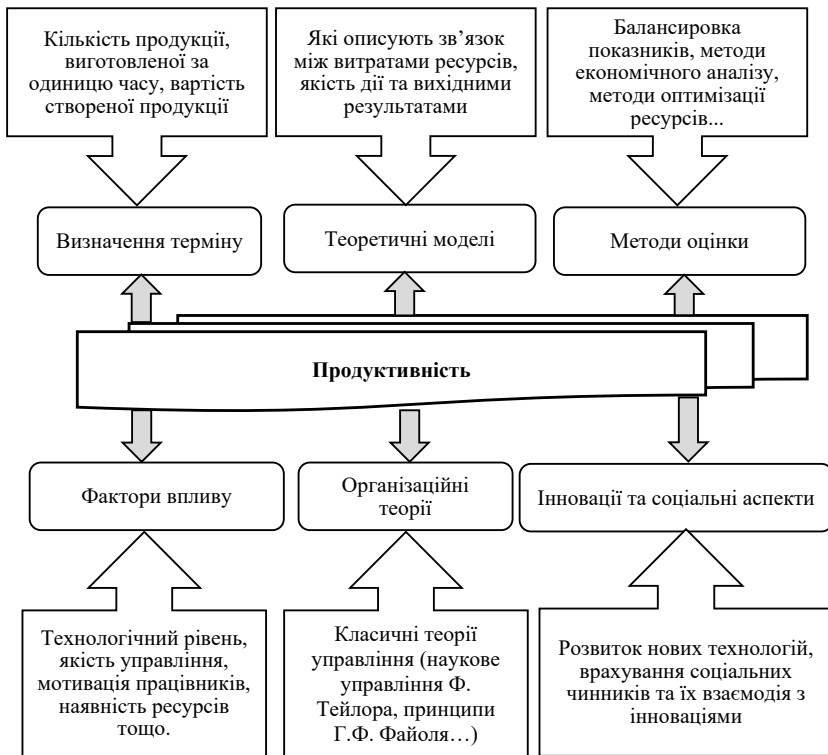 Кількість продукції,
виготовленої за
одиницю часу, вартість
створеної продукції
Які описують зв’язок
між витратами ресурсів,
якість дії та вихідними
результатами
Балансировка
показників, методи
економічного аналізу,
методи оптимізації
ресурсів...
Визначення терміну
Теоретичні моделі
Методи оцінки
Продуктивність
Фактори впливу
Організаційні
теорії
Інновації та соціальні аспекти
Технологічний рівень,
якість управління,
мотивація працівників,
наявність ресурсів
тощо.
Класичні теорії
управління (наукове
управління Ф.
Тейлора, принципи
Г.Ф. Файоля…)
Розвиток нових технологій,
врахування соціальних
чинників та їх взаємодія з
інноваціями